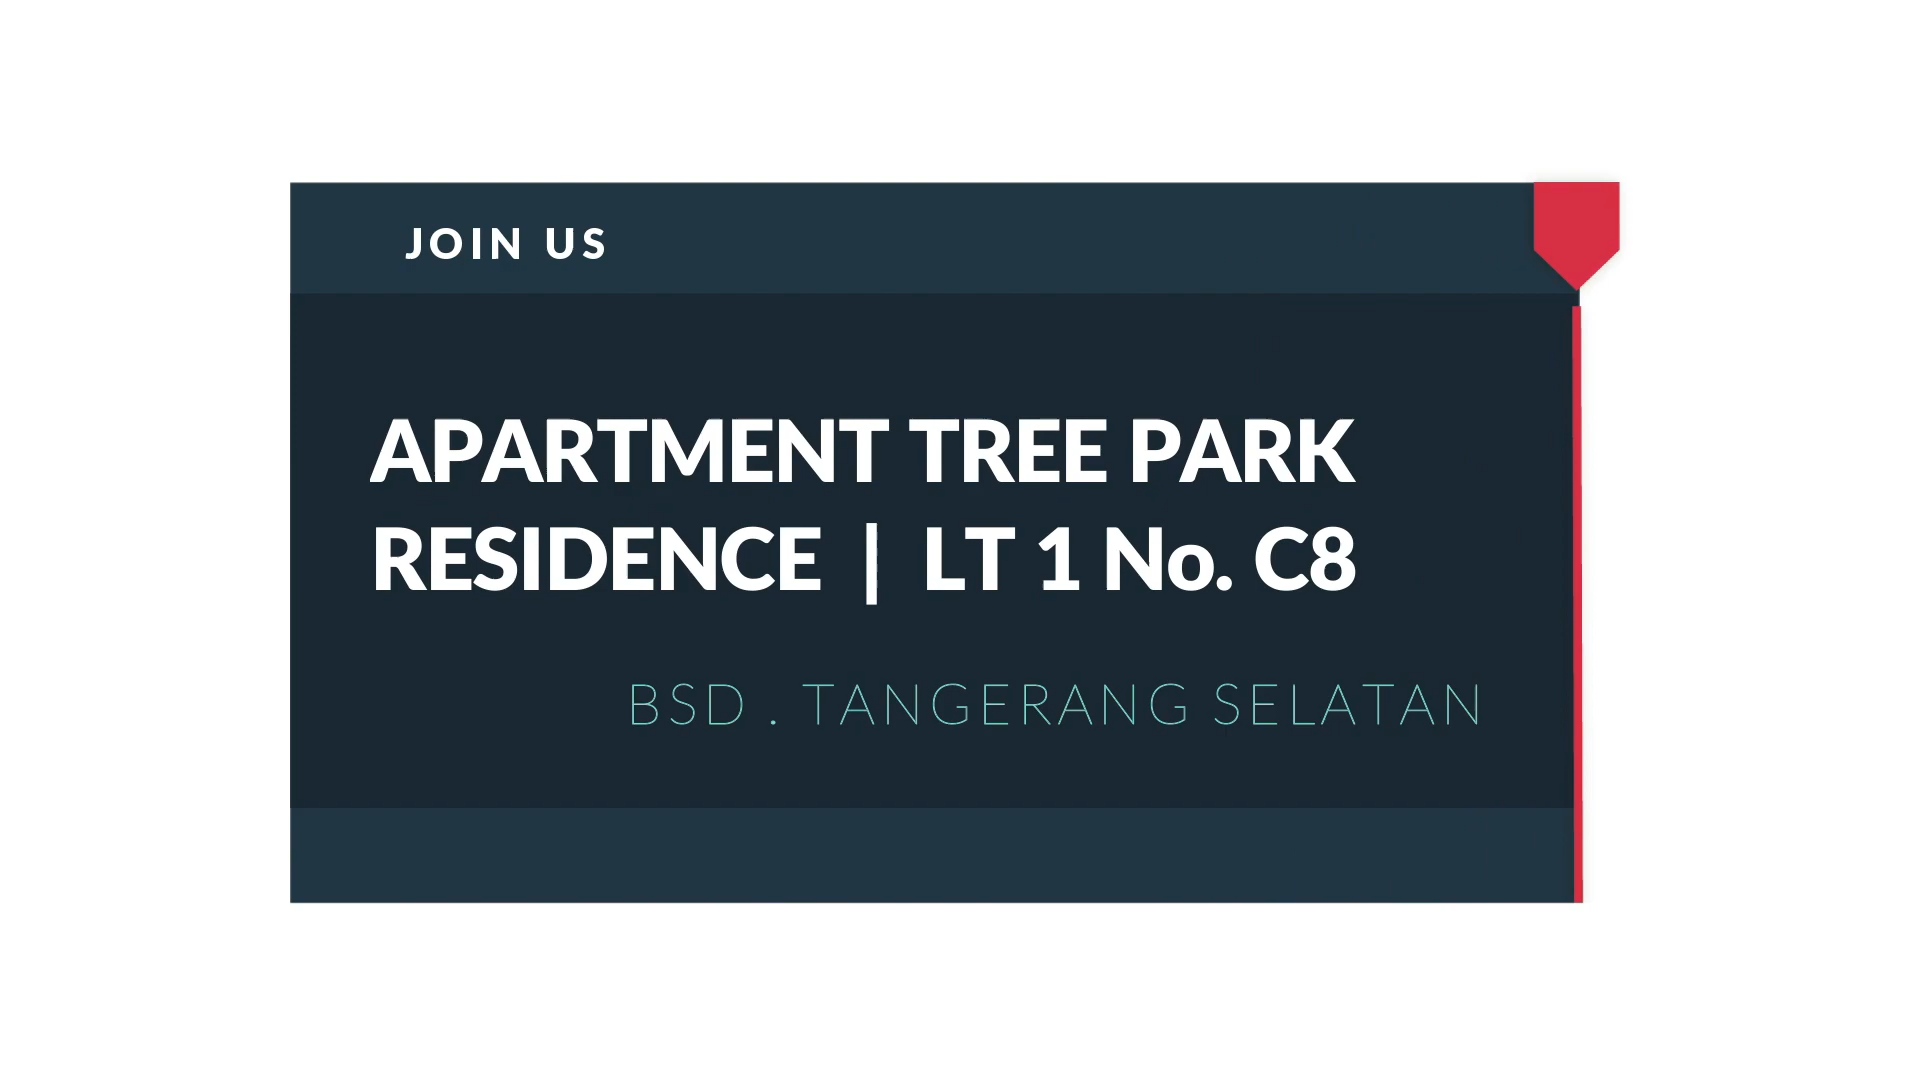 JOIN US
APARTMENT TREE PARK
RESIDENCE | LT 1 No. C8
BSD . TANGERANG SELATAN